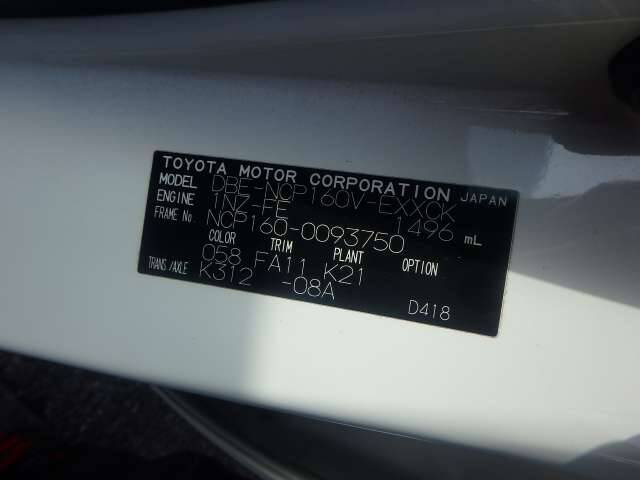 TOYOTA MOTOR CORPORATION JAPAN
MODEL DBE-NCP160V-EXXCK
ENGINE 1NZ-FE 1496 mL
FRAME No NCP160-0093750
COLOR TRIM PLANT OPTION
058 FA11 K21
TRANS/AXLE K312 -08A
D418